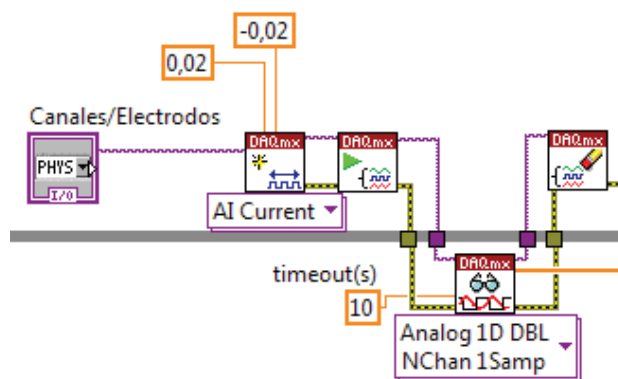 -0,02
0,02
Canales/Electrodos
DAQmx
DAQmx
DAQmx
PHYS
I/O
AI Current
DAQmx
timeout(s)
10
Analog 1D DBL
NChan 1Samp